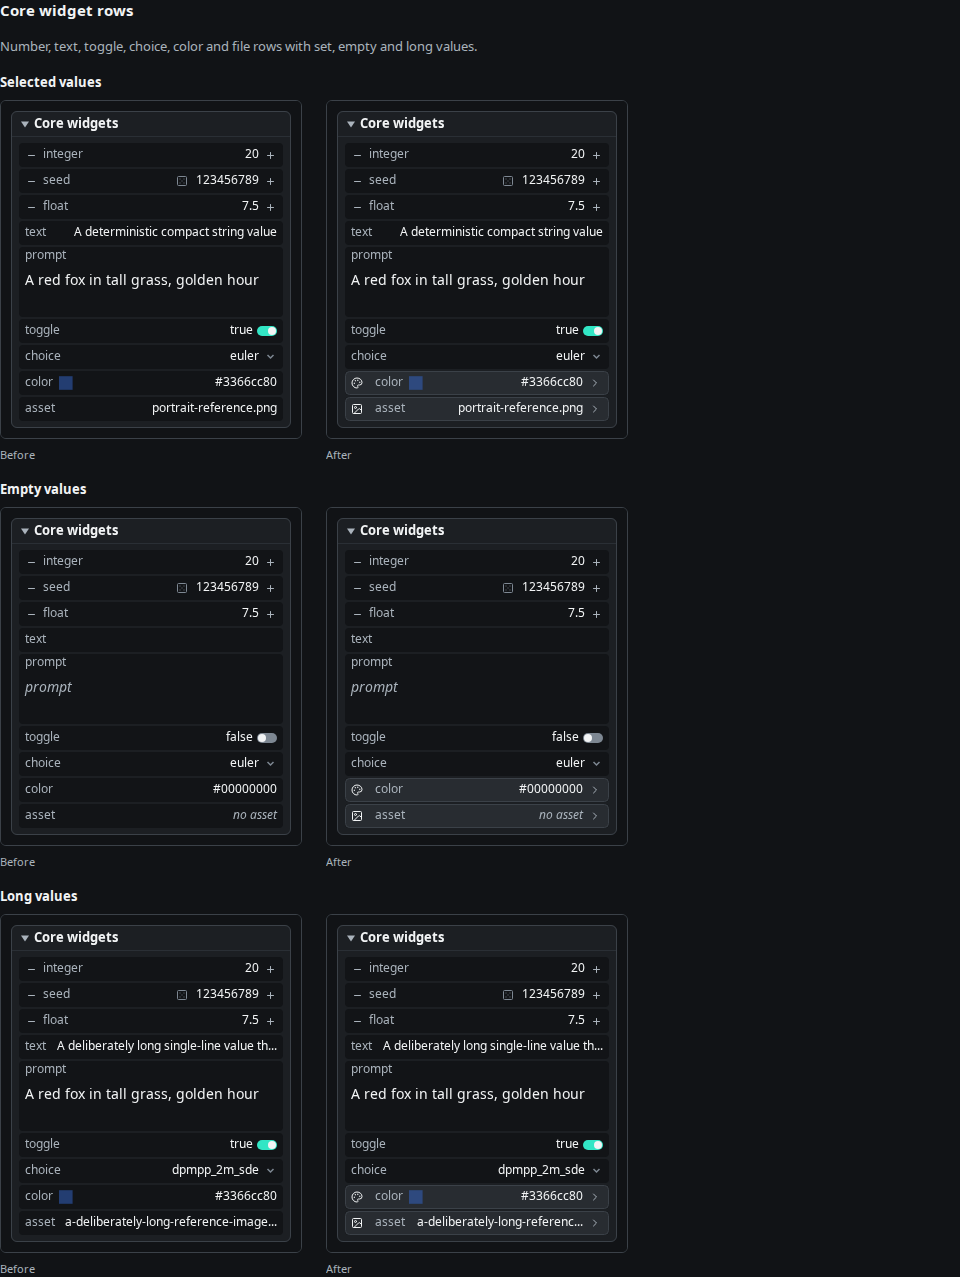 Core widget rows
Number, text, toggle, choice, color and file rows with set, empty and long values.
Selected values
Core widgets
− integer 20 +
− seed 123456789 +
− float 7.5 +
text A deterministic compact string value
prompt
A red fox in tall grass, golden hour
toggle true
choice euler
color #3366cc80
asset portrait-reference.png
Before
Core widgets
− integer 20 +
− seed 123456789 +
− float 7.5 +
text A deterministic compact string value
prompt
A red fox in tall grass, golden hour
toggle true
choice euler
color #3366cc80
asset portrait-reference.png
After
Empty values
Core widgets
− integer 20 +
− seed 123456789 +
− float 7.5 +
text
prompt
prompt
toggle false
choice euler
color #00000000
asset no asset
Before
Core widgets
− integer 20 +
− seed 123456789 +
− float 7.5 +
text
prompt
prompt
toggle false
choice euler
color #00000000
asset no asset
After
Long values
Core widgets
− integer 20 +
− seed 123456789 +
− float 7.5 +
text A deliberately long single-line value th...
prompt
A red fox in tall grass, golden hour
toggle true
choice dpmpp_2m_sde
color #3366cc80
asset a-deliberately-long-reference-image...
Before
Core widgets
− integer 20 +
− seed 123456789 +
− float 7.5 +
text A deliberately long single-line value th...
prompt
A red fox in tall grass, golden hour
toggle true
choice dpmpp_2m_sde
color #3366cc80
asset a-deliberately-long-referenc...
After